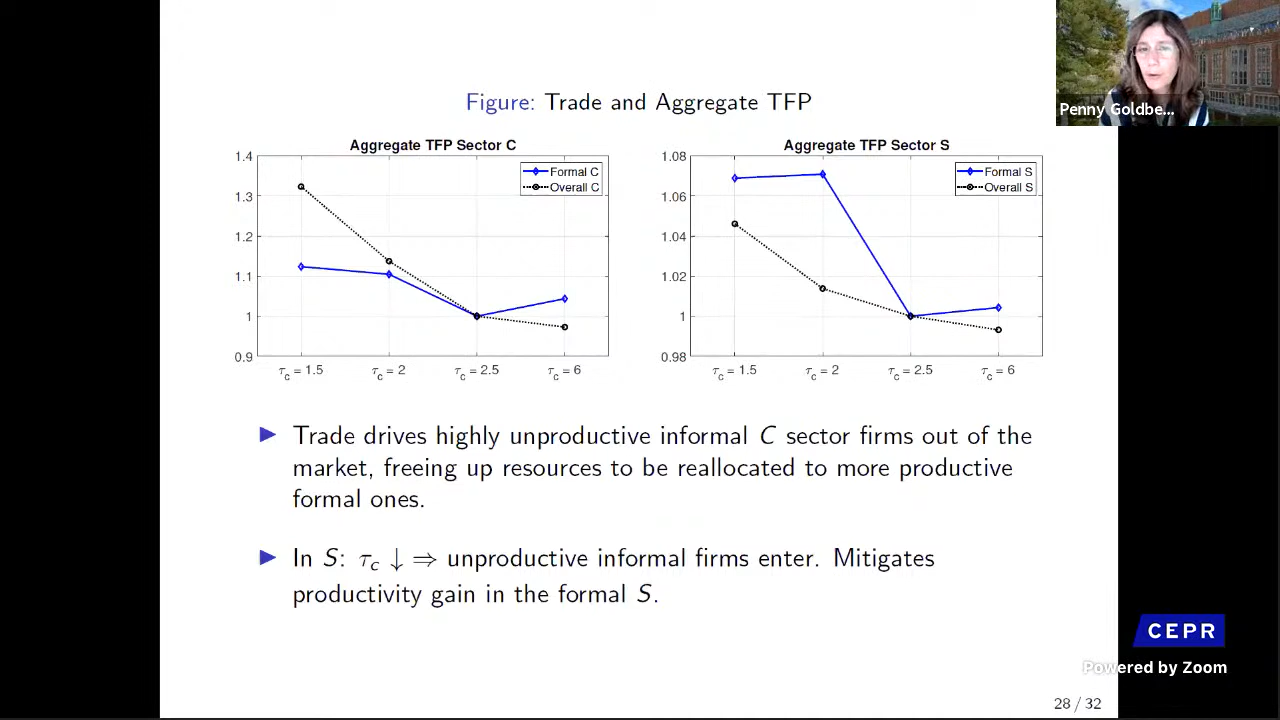 Penny Goldbe...
Figure: Trade and Aggregate TFP
Aggregate TFP Sector C
1.4
1.3
1.2
1.1
1
0.9
Formal C
Overall C
τc = 1.5
τc = 2
τc = 2.5
τc = 6
Aggregate TFP Sector S
1.08
1.06
1.04
1.02
1
0.98
Formal S
Overall S
τc = 1.5
τc = 2
τc = 2.5
τc = 6
Trade drives highly unproductive informal C sector firms out of the
market, freeing up resources to be reallocated to more productive
formal ones.
In S: τc ↓ ⇒ unproductive informal firms enter. Mitigates
productivity gain in the formal S.
CEPR
Powered by Zoom
28 / 32